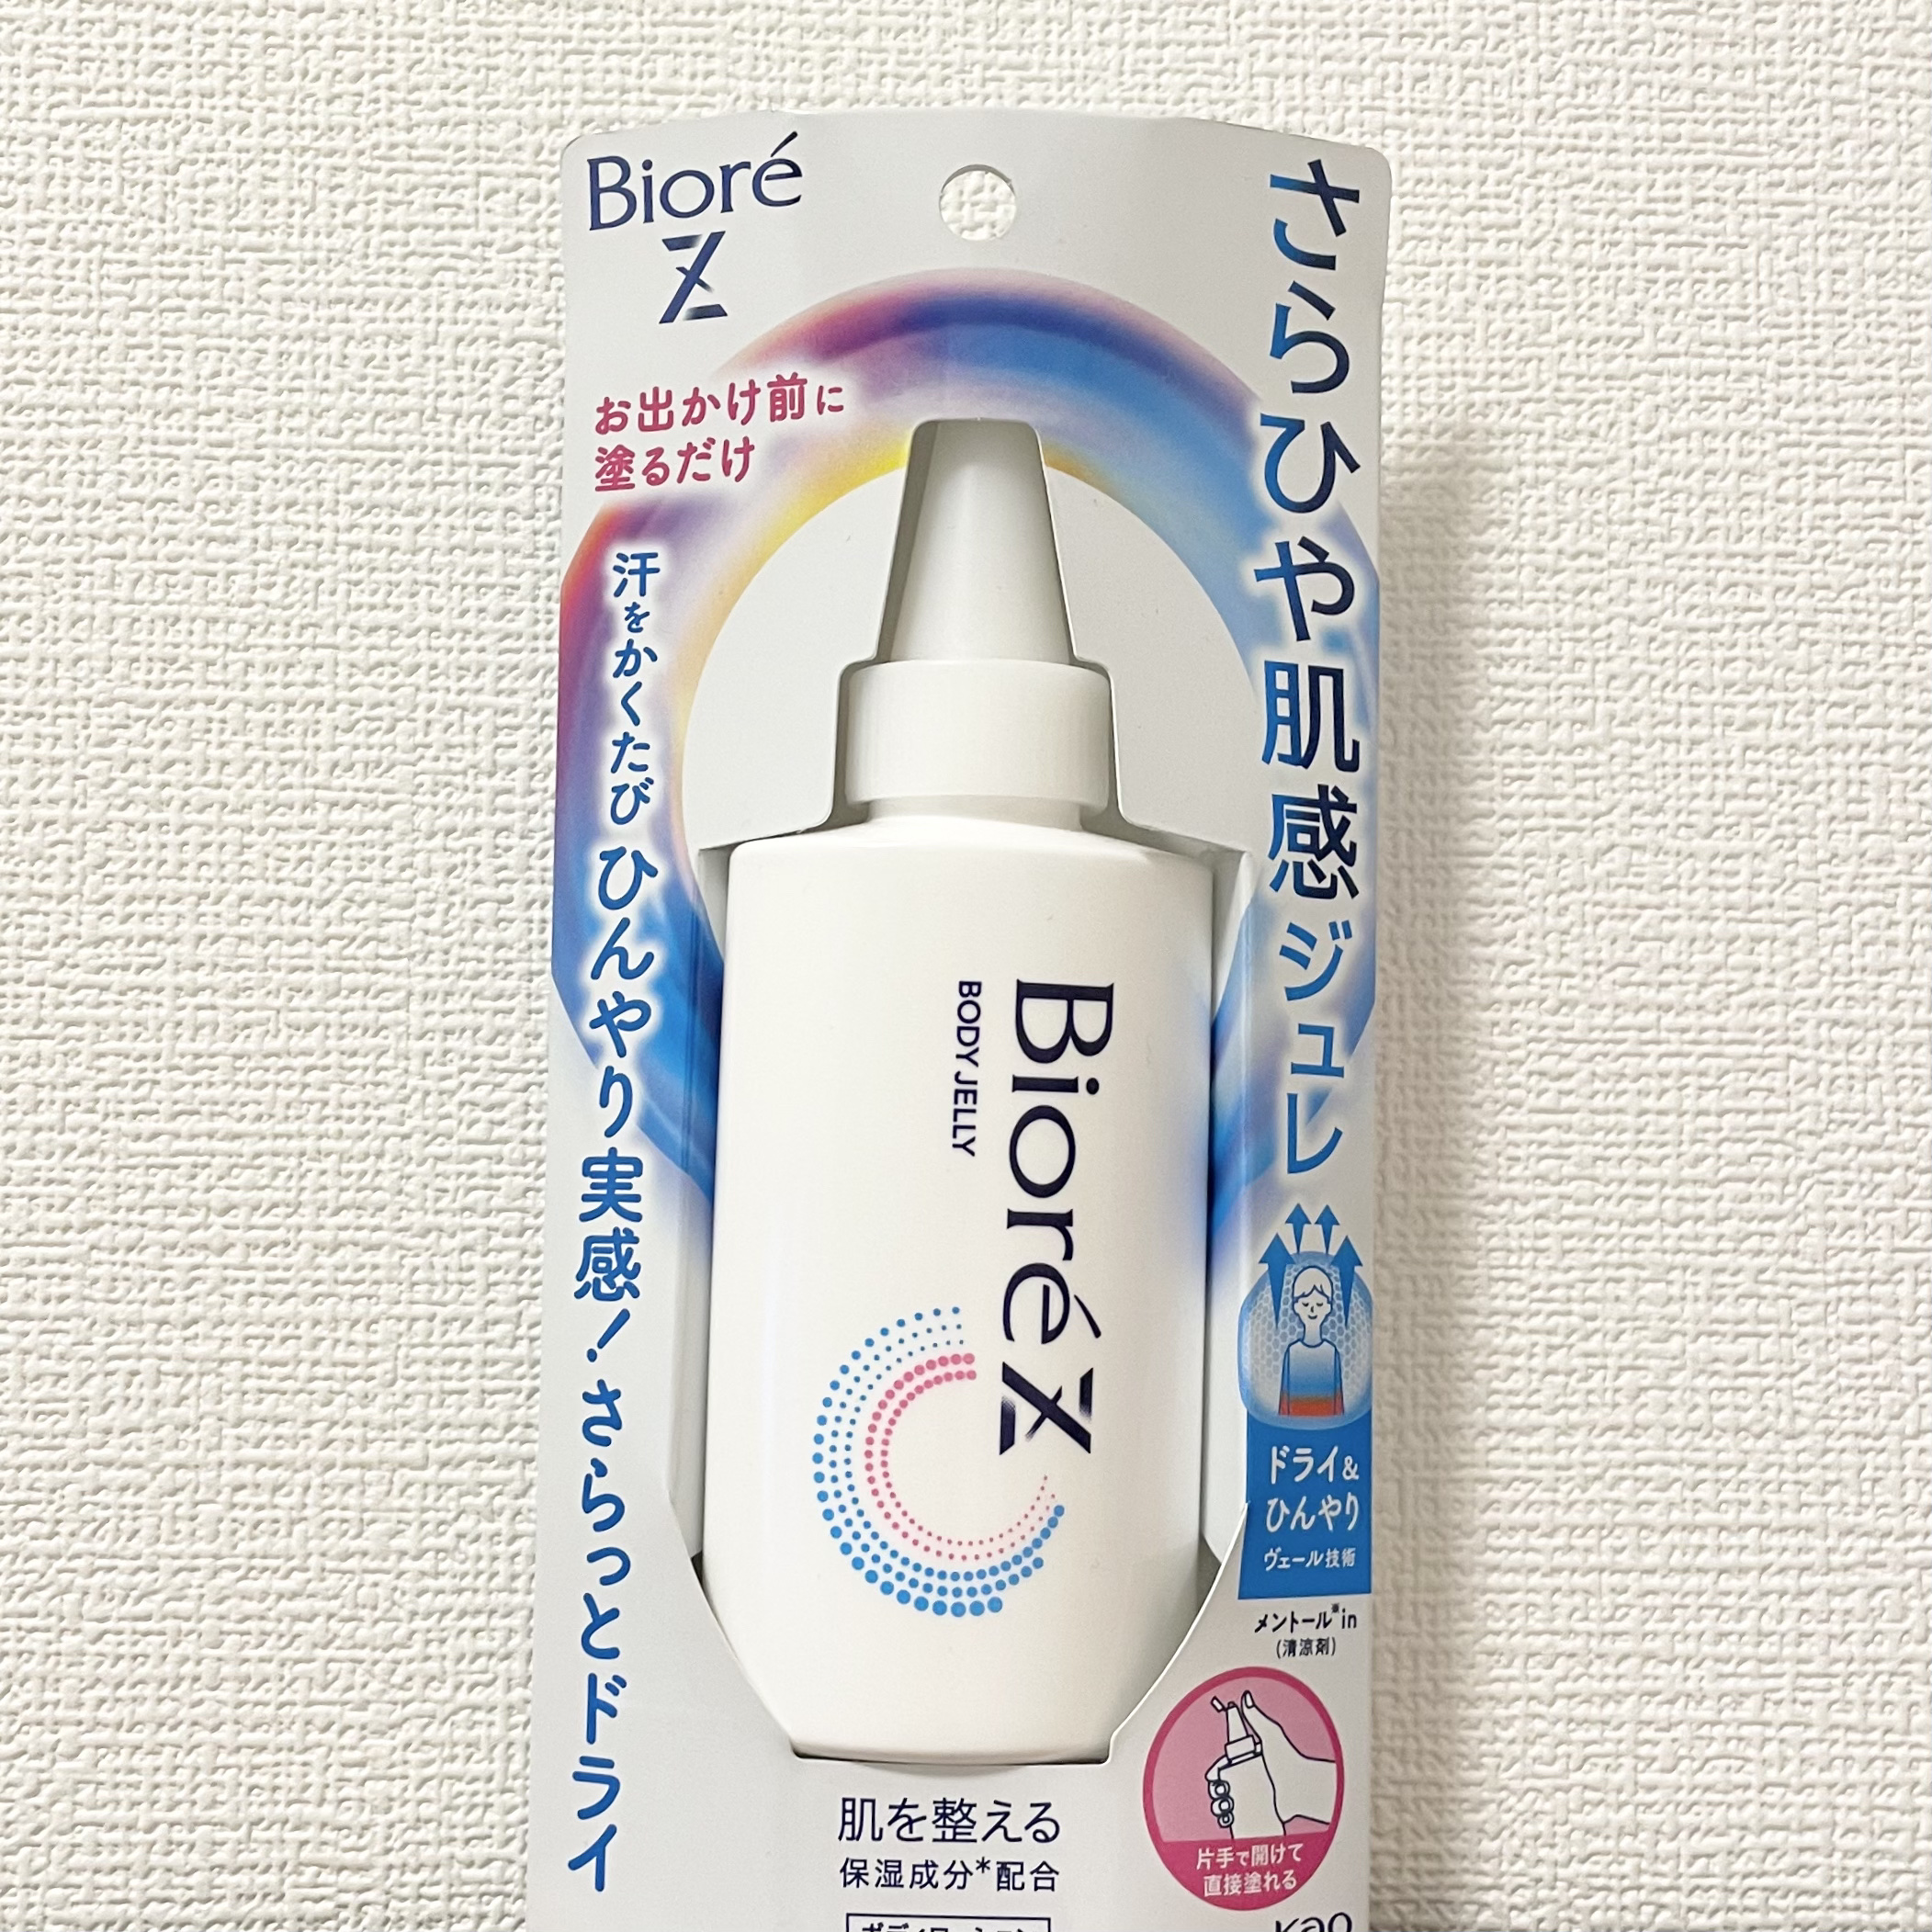 Bioré
Z
お出かけ前に
塗るだけ
さらひや肌感ジュレ
汗をかくたび ひんやり実感!さらっとドライ
Bioré Z
BODY JELLY
ドライ&
ひんやり
ヴェール技術
メントール※in
(清涼剤)
片手で開けて
直接塗れる
肌を整える
保湿成分*配合